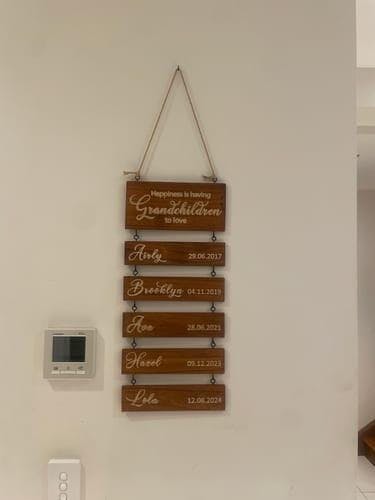 Happiness is having
Grandchildren
to love
Airly 29.06.2017
Brooklyn 04.11.2019
Ava 28.06.2021
Hazel 09.12.2023
Lola 12.06.2024